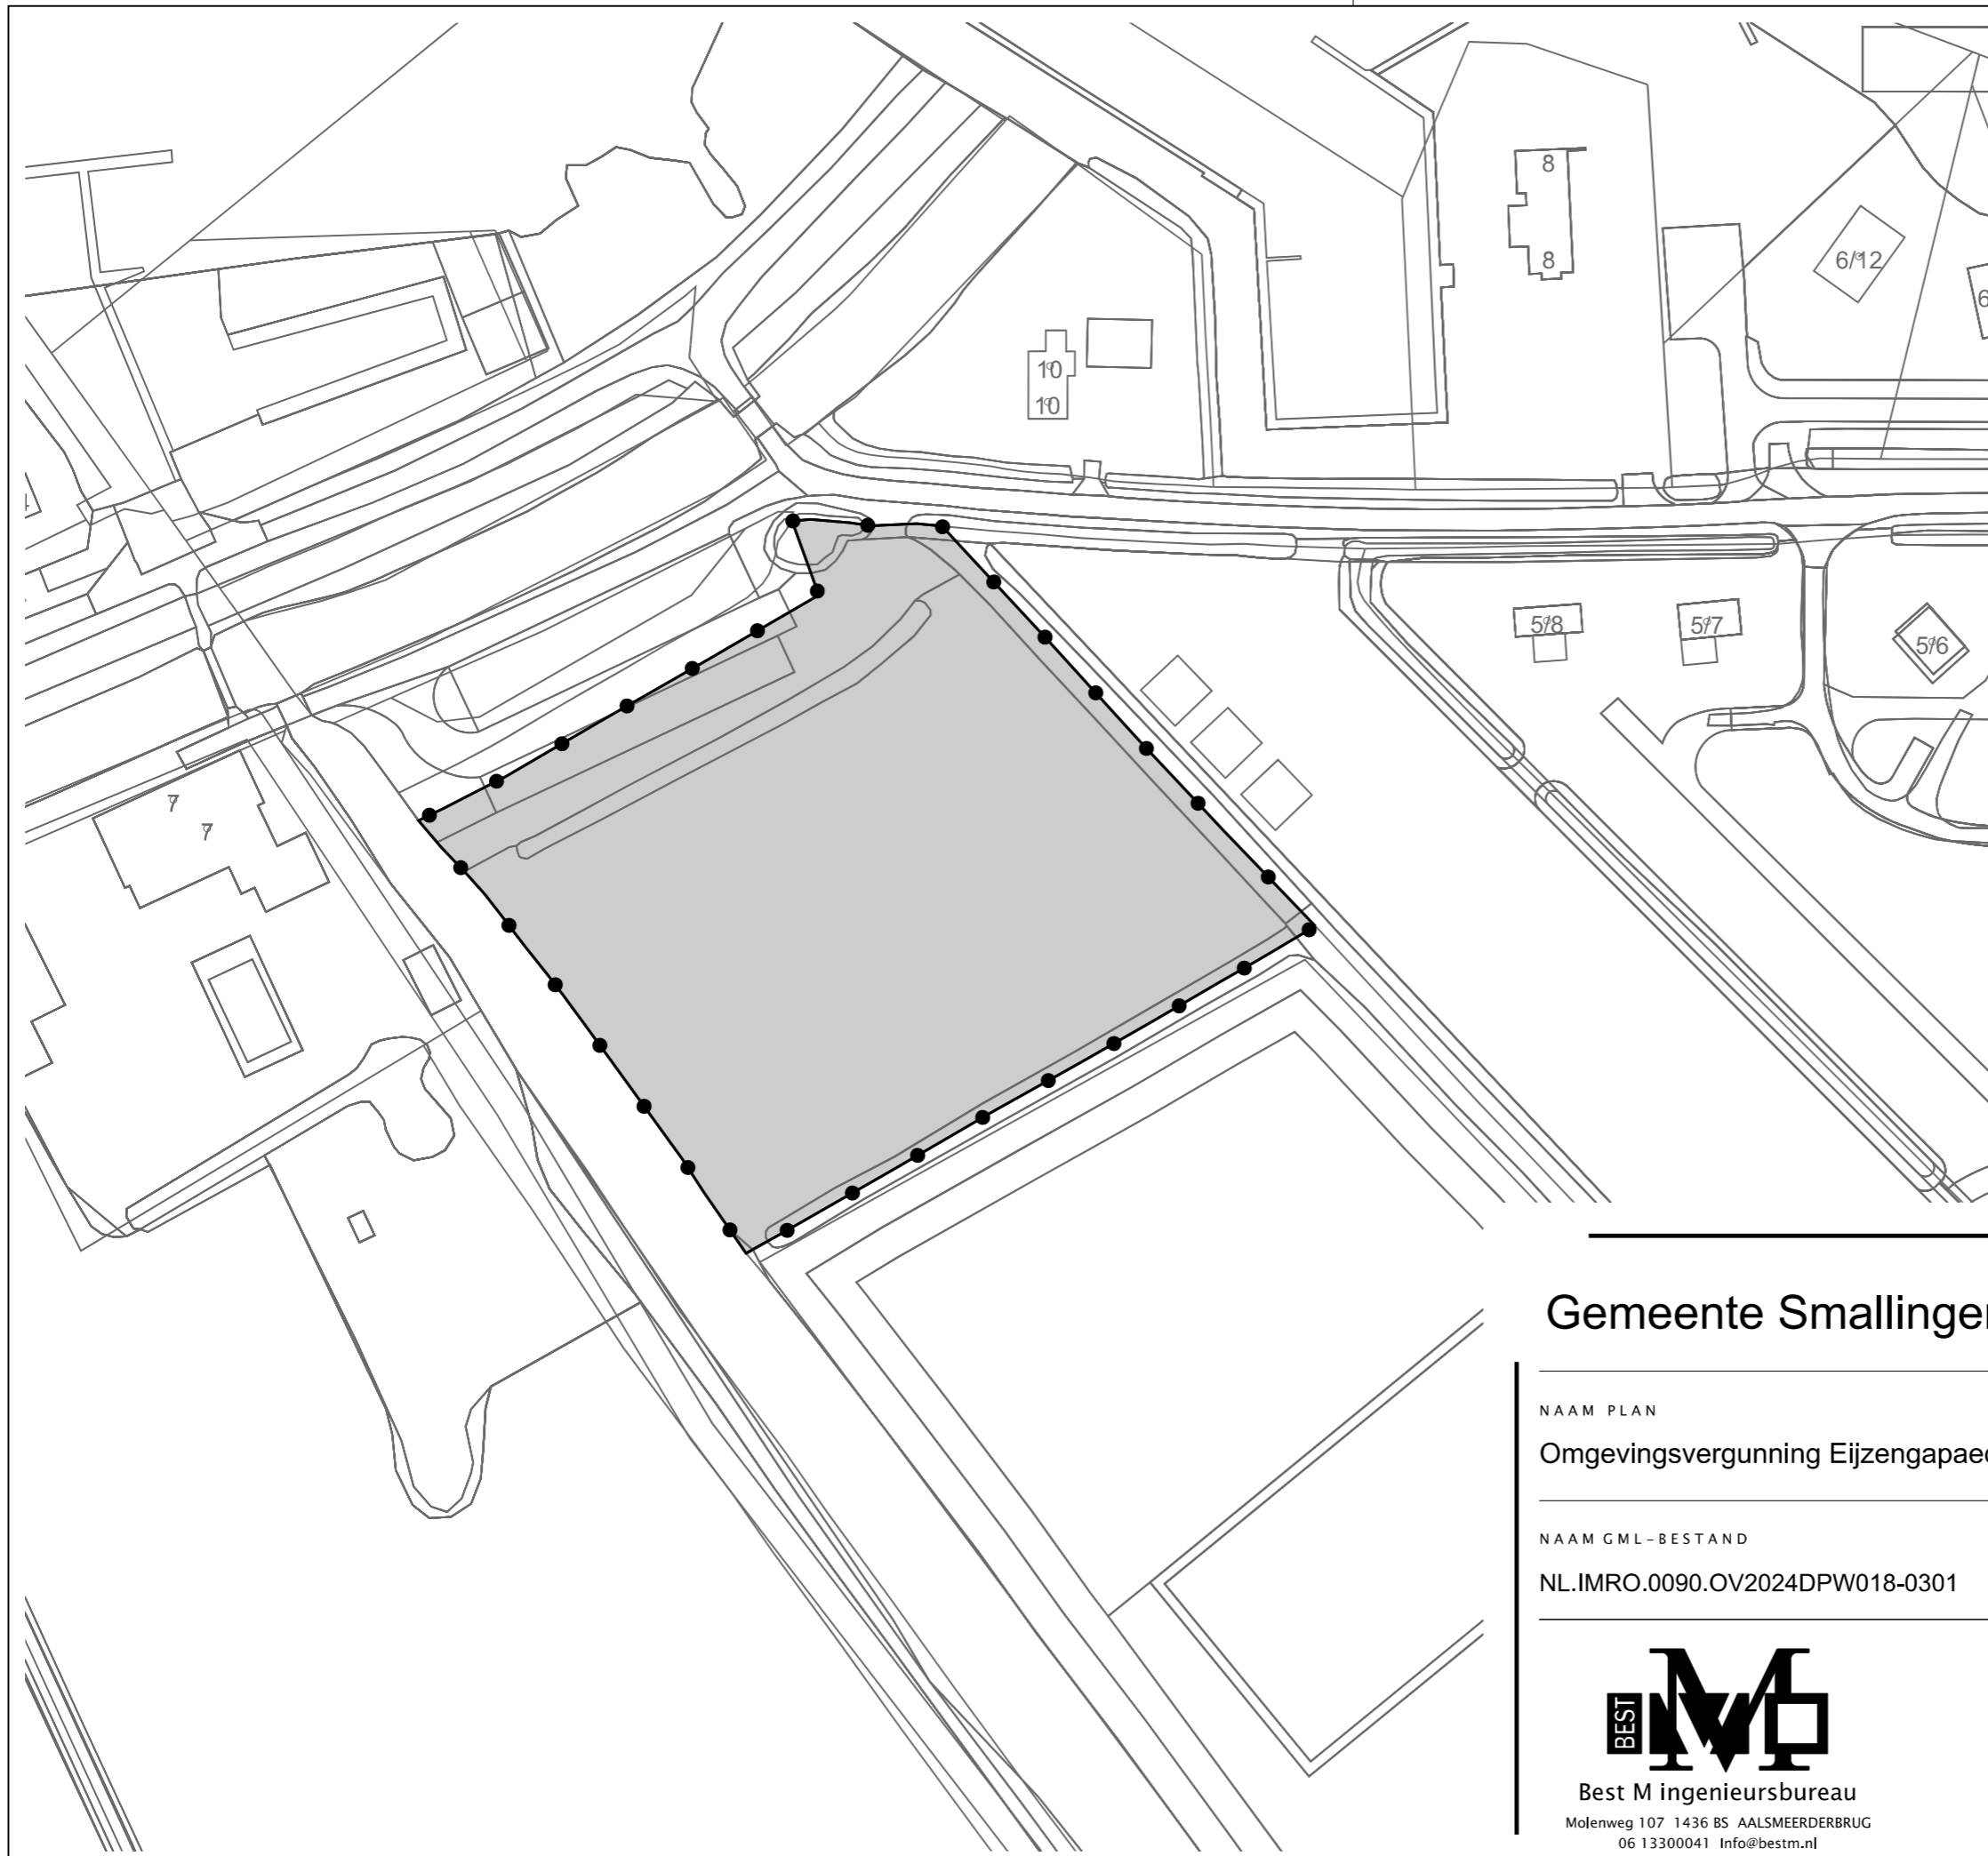 8
8
6/12
6
10
10
5/8
5/7
5/6
7
7
Gemeente Smallinger
NAAM PLAN
Omgevingsvergunning Eijzengapaed
NAAM GML-BESTAND
NL.IMRO.0090.OV2024DPW018-0301
BEST
M
Best M ingenieursbureau
Molenweg 107 1436 BS AALSMEERDERBRUG
06 13300041 Info@bestm.nl